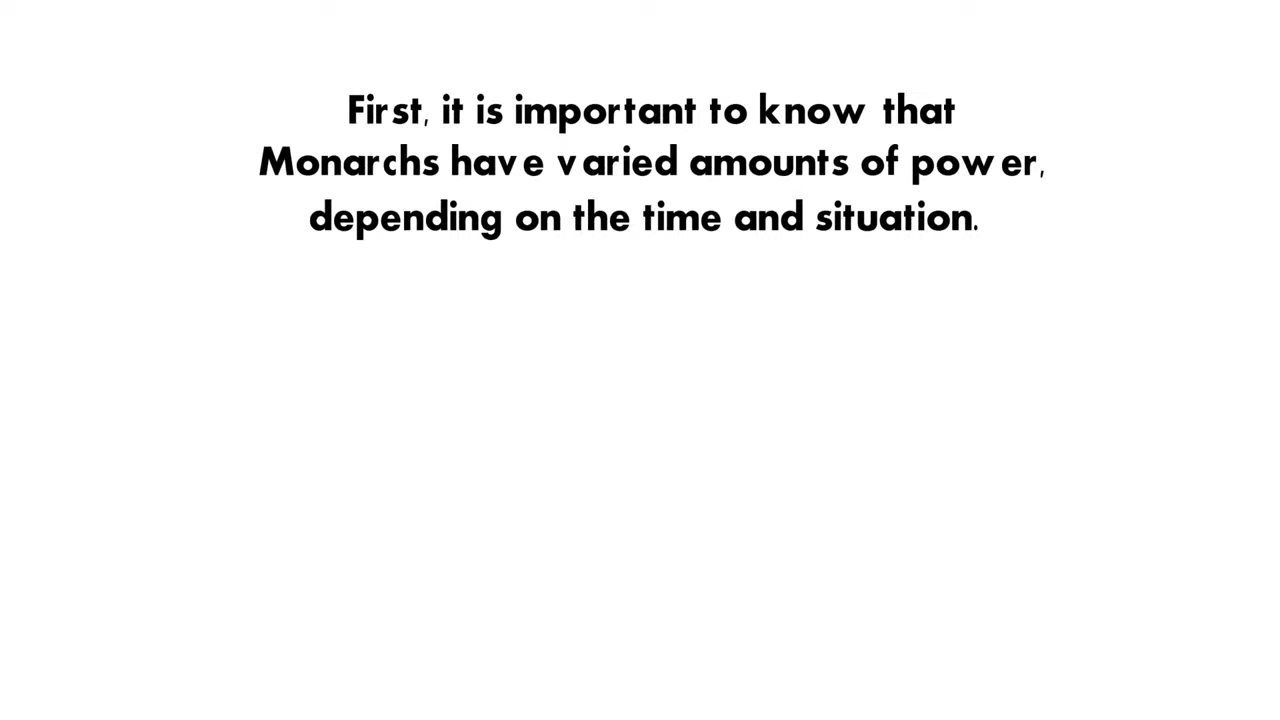 First, it is important to know that
Monarchs have varied amounts of power,
depending on the time and situation.